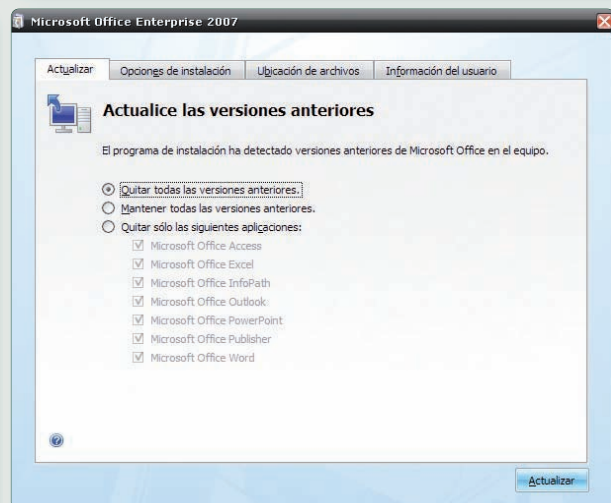 Microsoft Office Enterprise 2007
Actualizar
Opciones de instalación
Ubicación de archivos
Información del usuario
Actualice las versiones anteriores
El programa de instalación ha detectado versiones anteriores de Microsoft Office en el equipo.
Quitar todas las versiones anteriores.
Mantener todas las versiones anteriores.
Quitar sólo las siguientes aplicaciones:
Microsoft Office Access
Microsoft Office Excel
Microsoft Office InfoPath
Microsoft Office Outlook
Microsoft Office PowerPoint
Microsoft Office Publisher
Microsoft Office Word
Actualizar